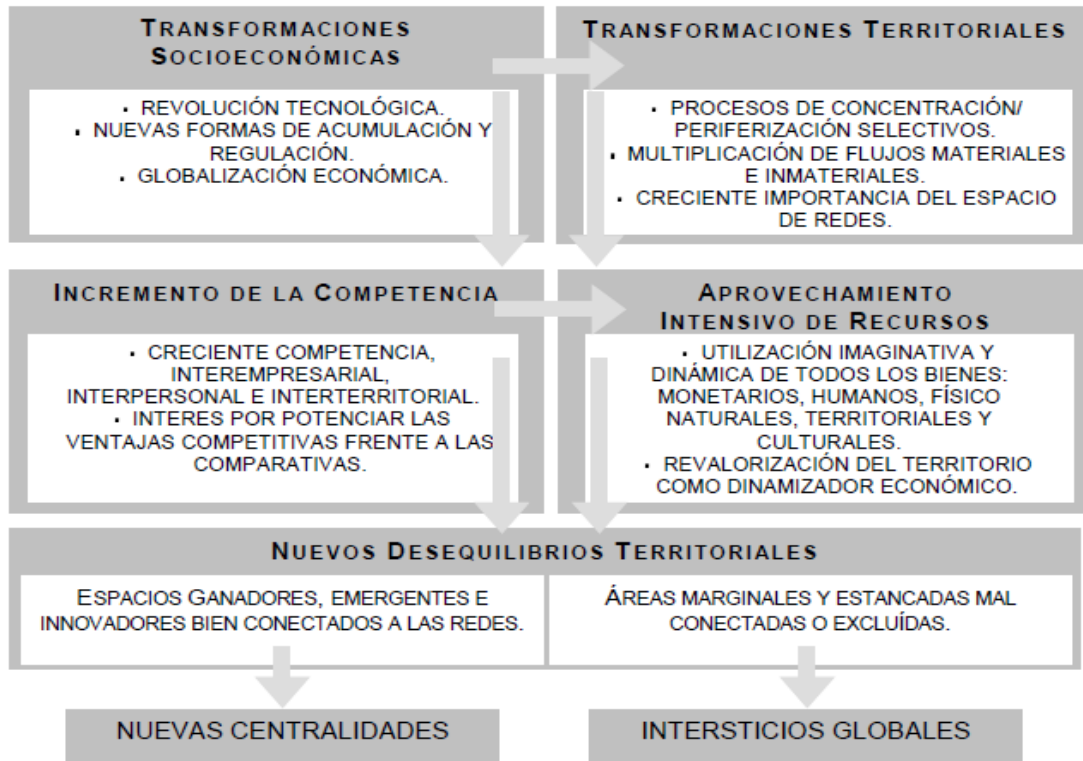 TRANSFORMACIONES
SOCIOECONÓMICAS
▪ REVOLUCIÓN TECNOLÓGICA.
▪ NUEVAS FORMAS DE ACUMULACIÓN Y
REGULACIÓN.
▪ GLOBALIZACIÓN ECONÓMICA.
TRANSFORMACIONES TERRITORIALES
▪ PROCESOS DE CONCENTRACIÓN/
PERIFERIZACIÓN SELECTIVOS.
▪ MULTIPLICACIÓN DE FLUJOS MATERIALES
E INMATERIALES.
▪ CRECIENTE IMPORTANCIA DEL ESPACIO
DE REDES.
INCREMENTO DE LA COMPETENCIA
▪ CRECIENTE COMPETENCIA,
INTEREMPRESARIAL,
INTERPERSONAL E INTERTERRITORIAL.
▪ INTERES POR POTENCIAR LAS
VENTAJAS COMPETITIVAS FRENTE A LAS
COMPARATIVAS.
APROVECHAMIENTO
INTENSIVO DE RECURSOS
▪ UTILIZACIÓN IMAGINATIVA Y
DINÁMICA DE TODOS LOS BIENES:
MONETARIOS, HUMANOS, FÍSICO
NATURALES, TERRITORIALES Y
CULTURALES.
▪ REVALORIZACIÓN DEL TERRITORIO
COMO DINAMIZADOR ECONÓMICO.
NUEVOS DESEQUILIBRIOS TERRITORIALES
ESPACIOS GANADORES, EMERGENTES E
INNOVADORES BIEN CONECTADOS A LAS REDES.
ÁREAS MARGINALES Y ESTANCADAS MAL
CONECTADAS O EXCLUÍDAS.
NUEVAS CENTRALIDADES
INTERSTICIOS GLOBALES